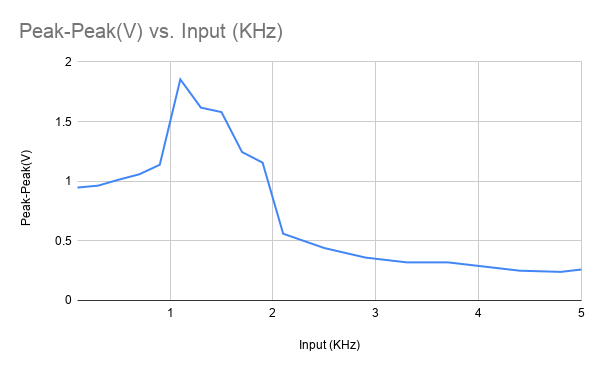 Peak-Peak(V) vs. Input (KHz)
2
1.5
1
0.5
0
Peak-Peak(V)
1 2 3 4 5
Input (KHz)